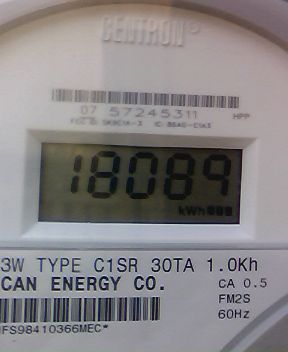 CENTRON®
07 57245311 HPP
18089
kWh
3W TYPE C1SR 30TA 1.0Kh
CAN ENERGY CO. CA 0.5
FM2S
FS98410366MEC* 60Hz